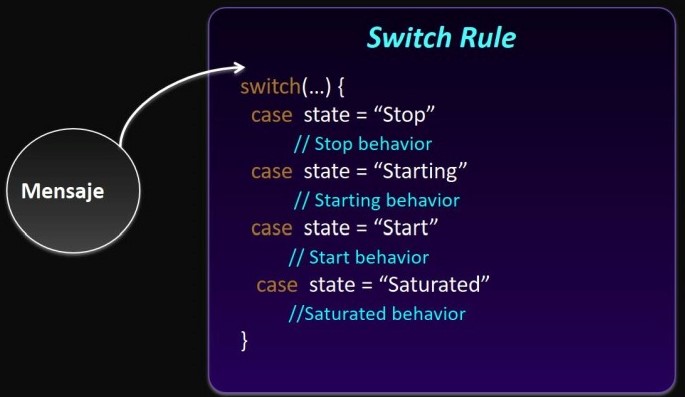 Switch Rule
Mensaje
switch(...) {
case state = “Stop”
// Stop behavior
case state = “Starting”
// Starting behavior
case state = “Start”
// Start behavior
case state = “Saturated”
//Saturated behavior
}